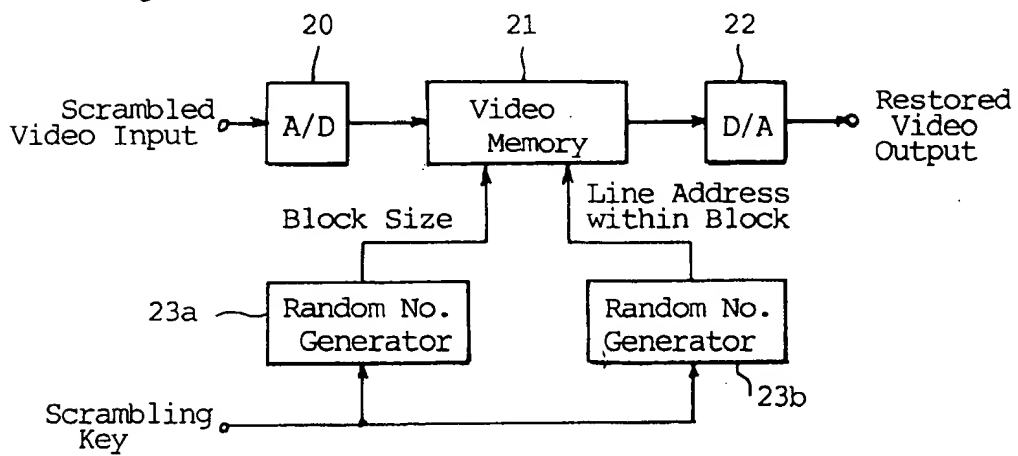 20
21
22
Scrambled
Video Input
A/D
Video
Memory
D/A
Restored
Video
Output
Block Size
Line Address
within Block
23a
Random No.
Generator
Random No.
Generator
23b
Scrambling
Key